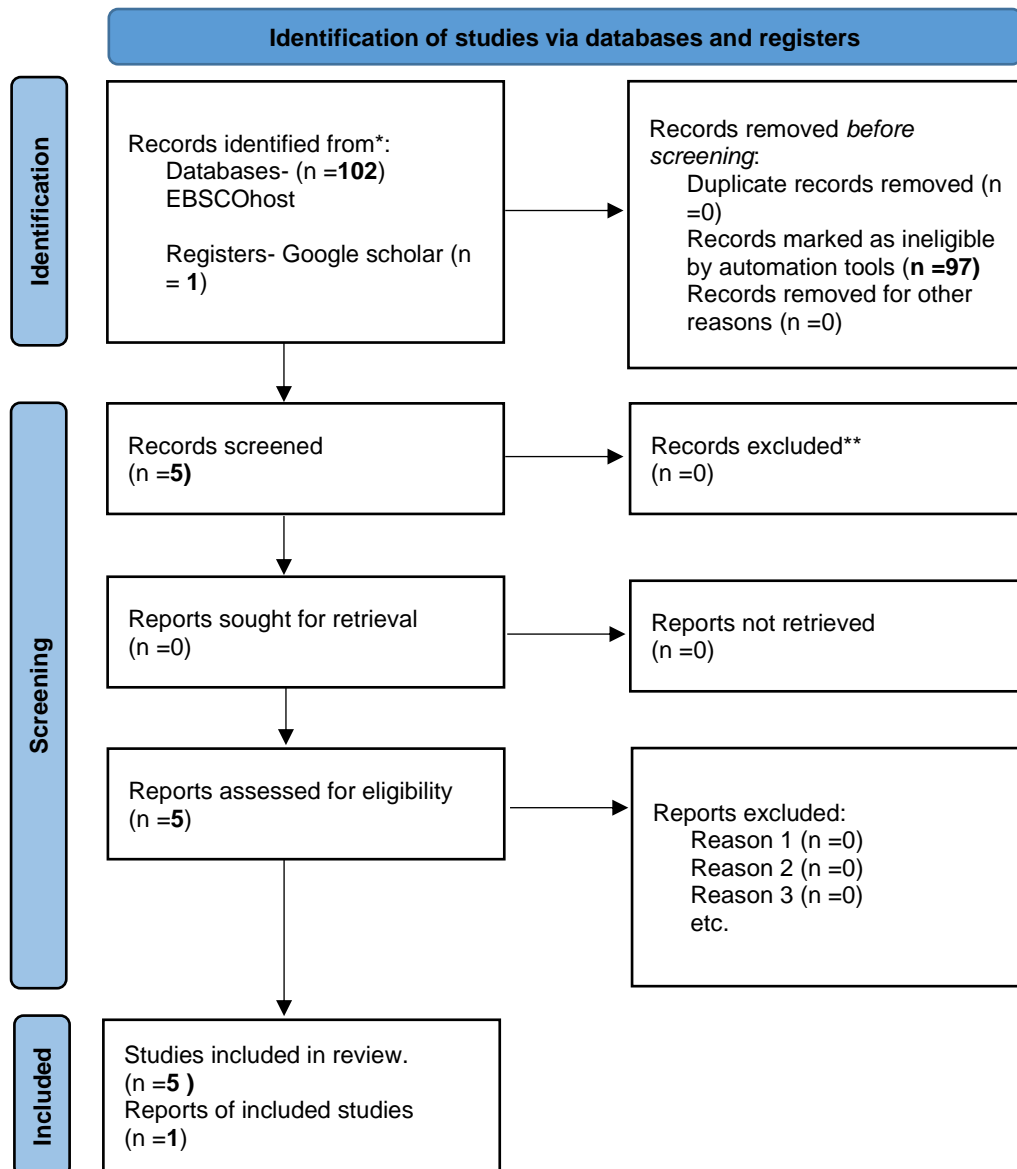 Identification of studies via databases and registers
Identification
Records identified from*:
Databases- (n =102)
EBSCOhost
Registers- Google scholar (n
= 1)
Records removed before
screening:
Duplicate records removed (n
=0)
Records marked as ineligible
by automation tools (n =97)
Records removed for other
reasons (n =0)
Screening
Records screened
(n =5)
Records excluded**
(n =0)
Reports sought for retrieval
(n =0)
Reports not retrieved
(n =0)
Reports assessed for eligibility
(n =5)
Reports excluded:
Reason 1 (n =0)
Reason 2 (n =0)
Reason 3 (n =0)
etc.
Included
Studies included in review.
(n =5 )
Reports of included studies
(n =1)